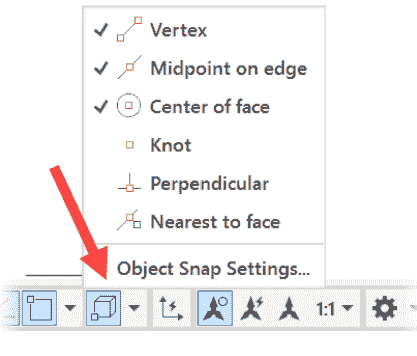 Vertex
Midpoint on edge
Center of face
Knot
Perpendicular
Nearest to face
Object Snap Settings...
1:1